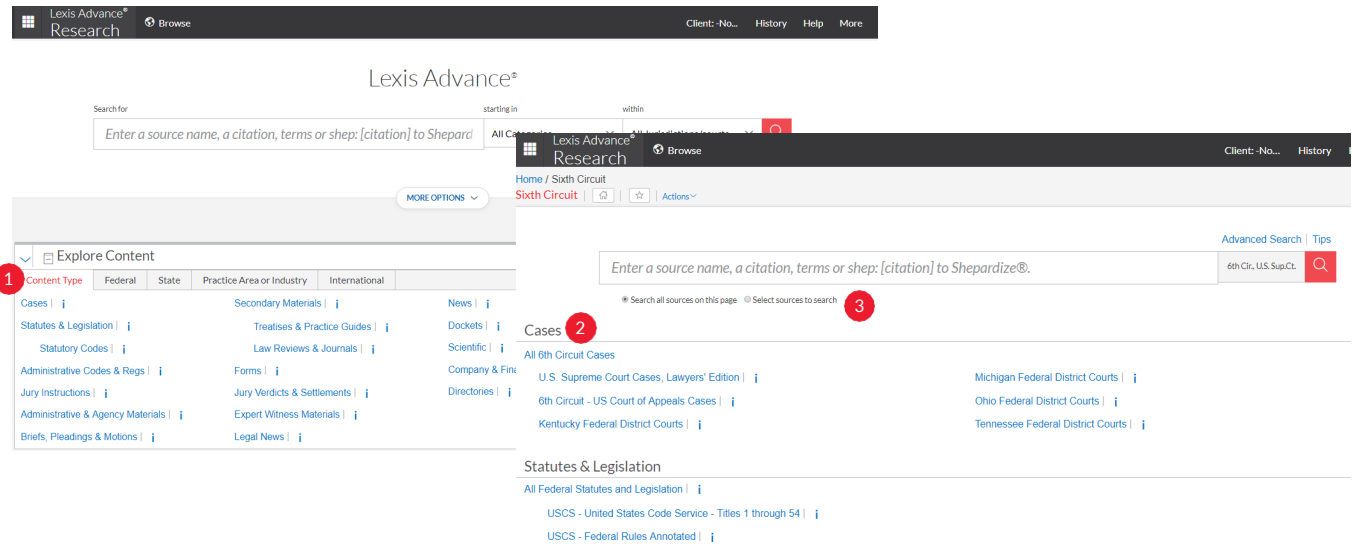 Lexis Advance®
Research
Browse
Client: -No... History Help More
Lexis Advance®
Search for
starting in
within
Enter a source name, a citation, terms or shep: [citation] to Shepard
All Categories
All Jurisdictions/courts
MORE OPTIONS
Explore Content
1
Content Type Federal State Practice Area or Industry International
Cases | i
Statutes & Legislation | i
Statutory Codes | i
Administrative Codes & Regs | i
Jury Instructions | i
Administrative & Agency Materials | i
Briefs, Pleadings & Motions | i
Secondary Materials | i
Treatises & Practice Guides | i
Law Reviews & Journals | i
Forms | i
Jury Verdicts & Settlements | i
Expert Witness Materials | i
Legal News | i
News | i
Dockets | i
Scientific | i
Company & Fina
Directories | i
Lexis Advance®
Research
Browse
Client: -No... History
Home / Sixth Circuit
Sixth Circuit | Actions
Advanced Search | Tips
Enter a source name, a citation, terms or shep: [citation] to Shepardize®.
6th Cir., U.S. Sup.Ct.
Search all sources on this page Select sources to search
3
Cases 2
All 6th Circuit Cases
U.S. Supreme Court Cases, Lawyers' Edition | i
6th Circuit - US Court of Appeals Cases | i
Kentucky Federal District Courts | i
Michigan Federal District Courts | i
Ohio Federal District Courts | i
Tennessee Federal District Courts | i
Statutes & Legislation
All Federal Statutes and Legislation | i
USCS - United States Code Service - Titles 1 through 54 | i
USCS - Federal Rules Annotated | i